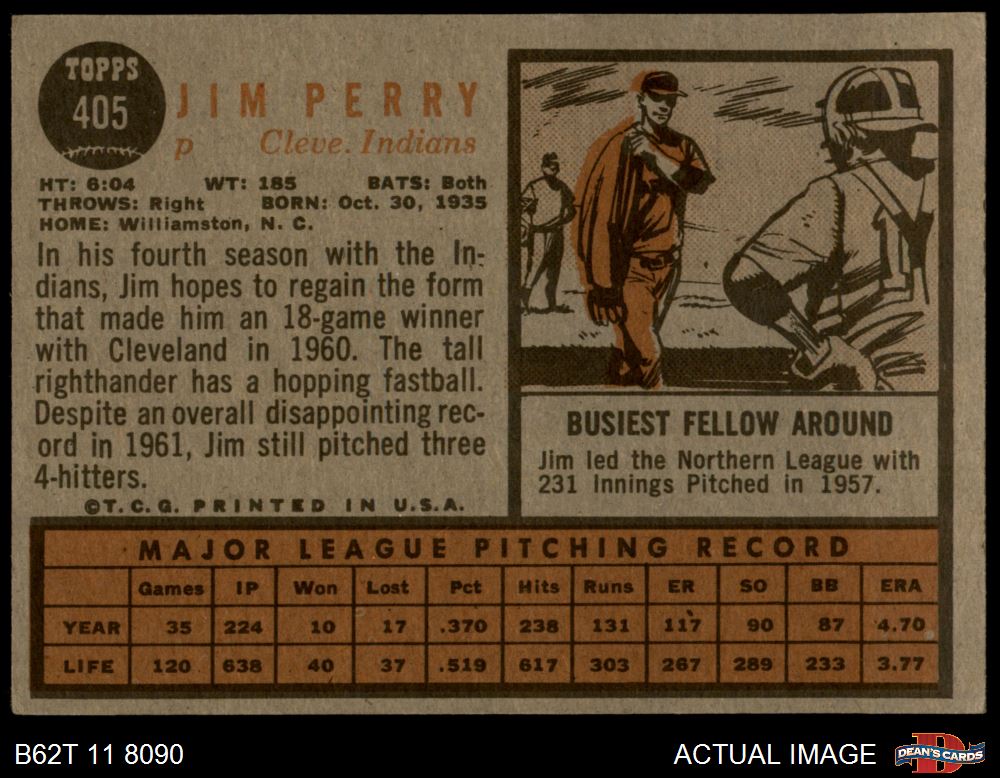 TOPPS
405
JIM PERRY
p Cleve. Indians
HT: 6:04 WT: 185 BATS: Both
THROWS: Right BORN: Oct. 30, 1935
HOME: Williamston, N. C.
In his fourth season with the In-
dians, Jim hopes to regain the form
that made him an 18-game winner
with Cleveland in 1960. The tall
righthander has a hopping fastball.
Despite an overall disappointing rec-
ord in 1961, Jim still pitched three
4-hitters.
©T. C. G. PRINTED IN U.S.A.
BUSIEST FELLOW AROUND
Jim led the Northern League with
231 Innings Pitched in 1957.
MAJOR LEAGUE PITCHING RECORD
Games IP Won Lost Pct Hits Runs ER SO BB ERA
YEAR 35 224 10 17 .370 238 131 117 90 87 4.70
LIFE 120 638 40 37 .519 617 303 267 289 233 3.77
B62T 11 8090 ACTUAL IMAGE
D
DEAN'S CARDS